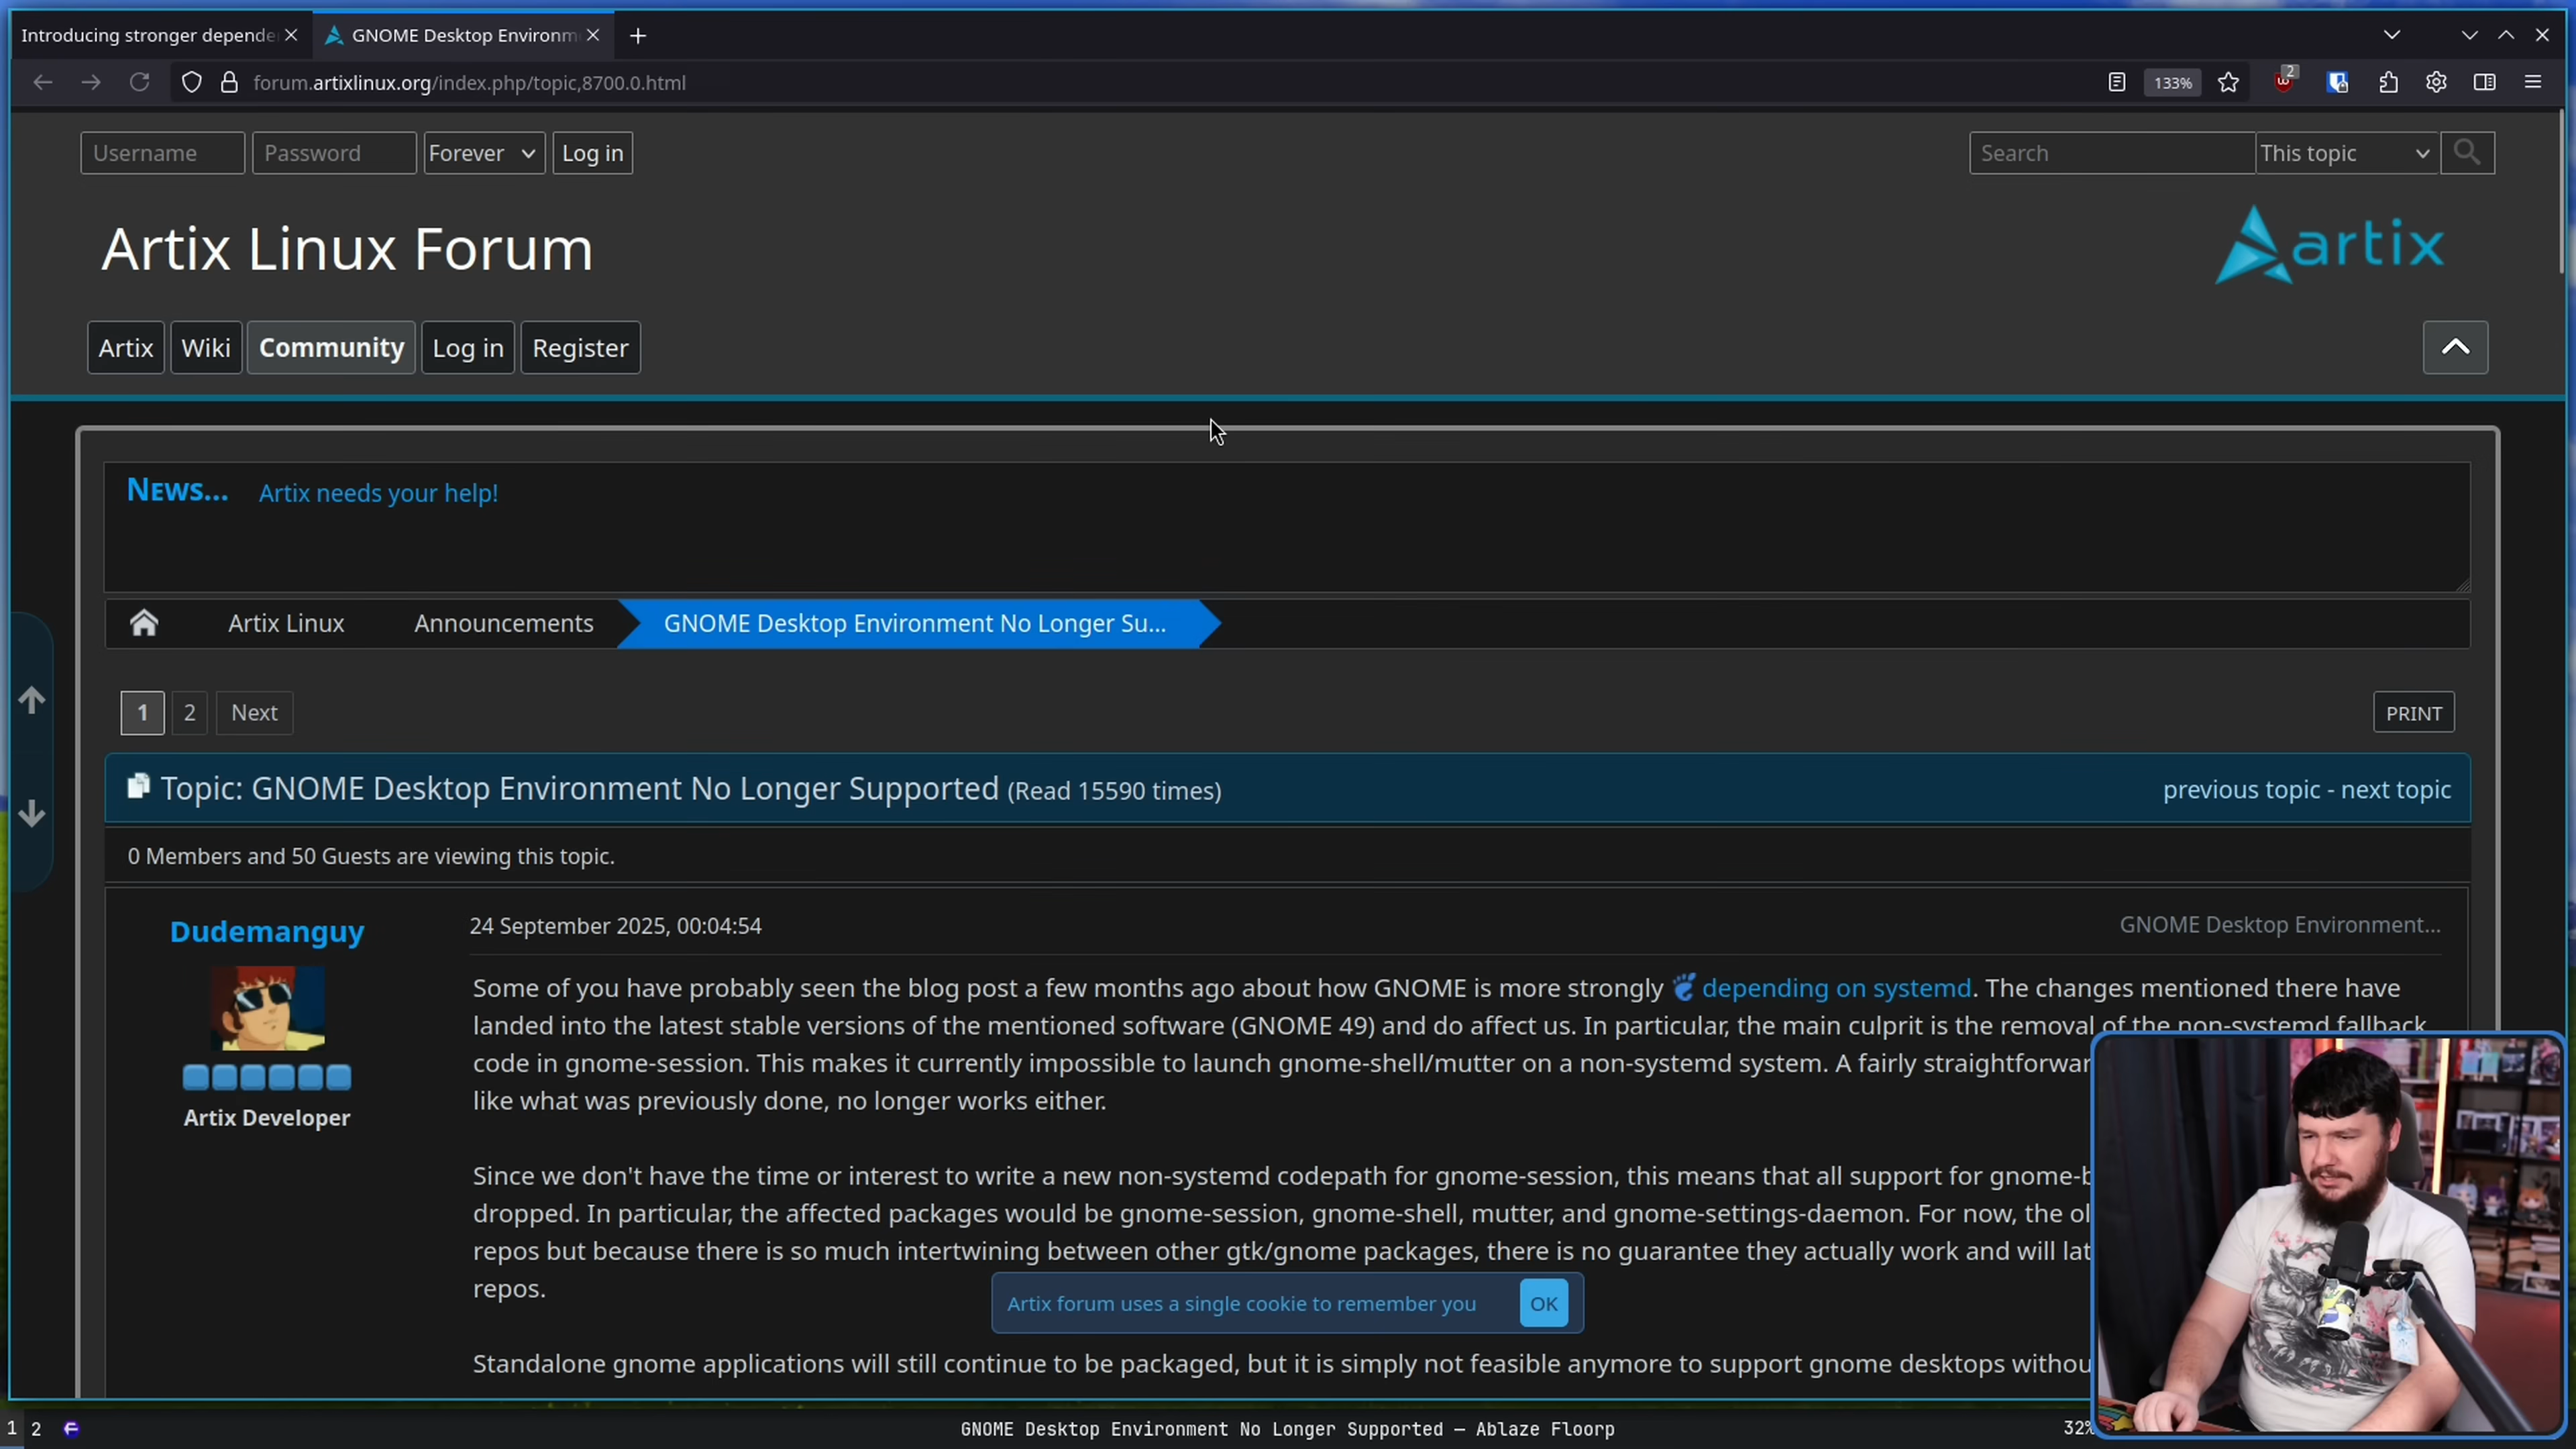 Introducing stronger depende
GNOME Desktop Environm
forum.artixlinux.org/index.php/topic,8700.0.html
133%
2
Username
Password
Forever
Log in
Search
This topic
Artix Linux Forum
artix
Artix
Wiki
Community
Log in
Register
News...
Artix needs your help!
Artix Linux
Announcements
GNOME Desktop Environment No Longer Su...
1
2
Next
PRINT
Topic: GNOME Desktop Environment No Longer Supported (Read 15590 times)
previous topic - next topic
0 Members and 50 Guests are viewing this topic.
Dudemanguy
24 September 2025, 00:04:54
GNOME Desktop Environment...
Artix Developer
Some of you have probably seen the blog post a few months ago about how GNOME is more strongly depending on systemd. The changes mentioned there have
landed into the latest stable versions of the mentioned software (GNOME 49) and do affect us. In particular, the main culprit is the removal of the non-systemd fallback
code in gnome-session. This makes it currently impossible to launch gnome-shell/mutter on a non-systemd system. A fairly straightforwar
like what was previously done, no longer works either.
Since we don't have the time or interest to write a new non-systemd codepath for gnome-session, this means that all support for gnome-b
dropped. In particular, the affected packages would be gnome-session, gnome-shell, mutter, and gnome-settings-daemon. For now, the ol
repos but because there is so much intertwining between other gtk/gnome packages, there is no guarantee they actually work and will lat
repos.
Artix forum uses a single cookie to remember you
OK
Standalone gnome applications will still continue to be packaged, but it is simply not feasible anymore to support gnome desktops withou
1
2
GNOME Desktop Environment No Longer Supported — Ablaze Floorp
32%